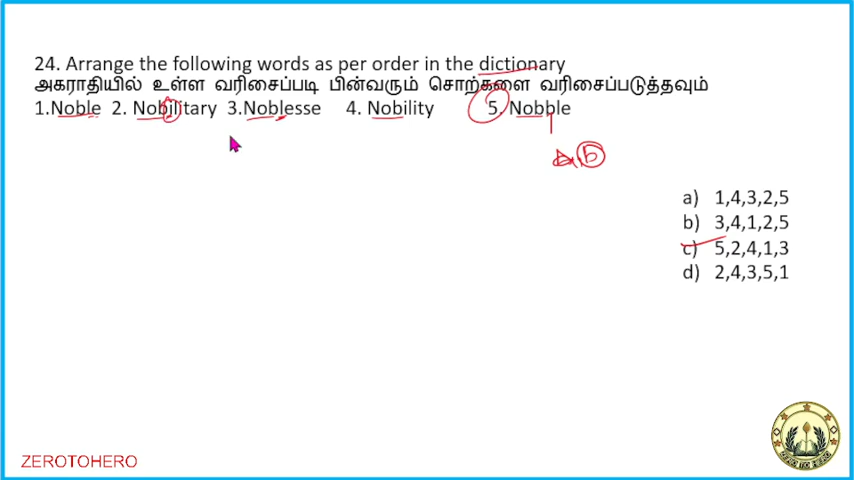 24. Arrange the following words as per order in the dictionary
அகராதியில் உள்ள வரிசைப்படி பின்வரும் சொற்களை வரிசைப்படுத்தவும்
1.Noble 2. Nobilitary 3.Noblesse 4. Nobility 5. Nobble
b
a) 1,4,3,2,5
b) 3,4,1,2,5
c) 5,2,4,1,3
d) 2,4,3,5,1
ZEROTOHERO